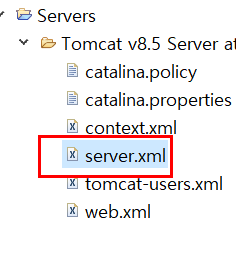 Servers
Tomcat v8.5 Server at
catalina.policy
catalina.properties
context.xml
server.xml
tomcat-users.xml
web.xml